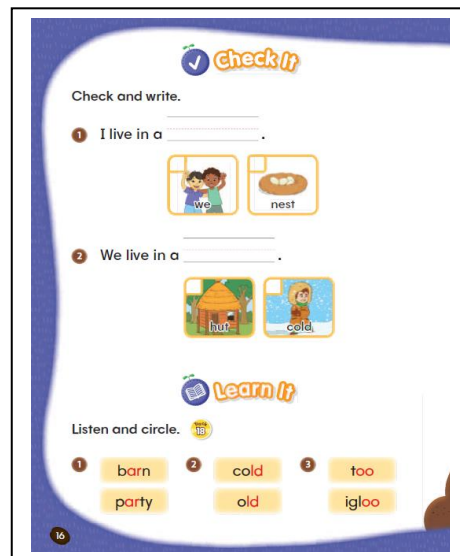 Check It
Check and write.
1 I live in a .
we nest
2 We live in a .
hut cold
Learn It
Listen and circle. 18
1 barn 2 cold 3 too
party old igloo
16